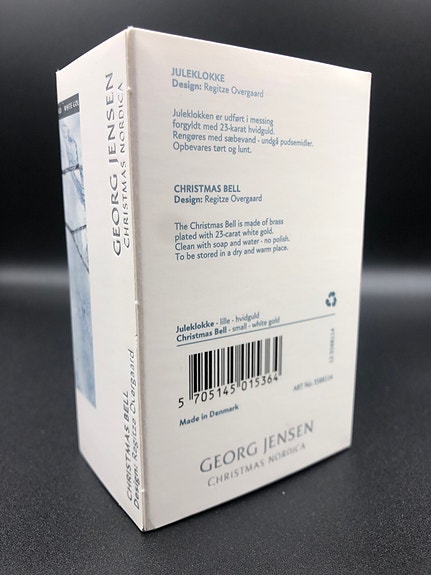 WHITE GOL
GEORG JENSEN
CHRISTMAS NORDICA
CHRISTMAS BELL
Design: Regitze Overgaard
JULEKLOKKE
Design: Regitze Overgaard
Juleklokken er udført i messing
forgyldt med 23-karat hvidguld.
Rengøres med sæbevand - undgå pudsemidler.
Opbevares tørt og lunt.
CHRISTMAS BELL
Design: Regitze Overgaard
The Christmas Bell is made of brass
plated with 23-carat white gold.
Clean with soap and water - no polish.
To be stored in a dry and warm place.
Juleklokke - lille - hvidguld
Christmas Bell - small - white gold
5 705145 015364
ART No.
Made in Denmark
GEORG JENSEN
CHRISTMAS NORDICA